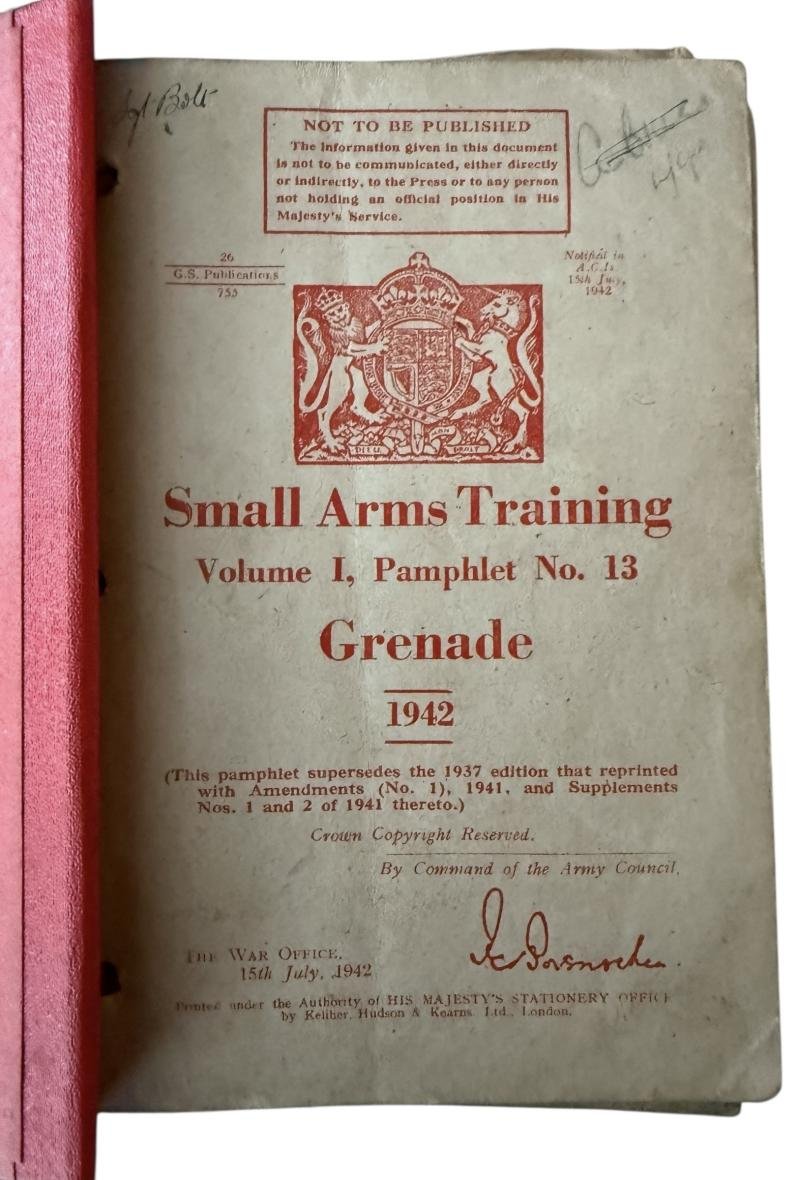 Sgt Bolt
NOT TO BE PUBLISHED
The information given in this document
is not to be communicated, either directly
or indirectly, to the Press or to any person
not holding an official position in His
Majesty's Service.
26
G.S. Publications
755
Notified in
A.C.Is.
15th July,
1942
DIEU ET MON DROIT
Small Arms Training
Volume I, Pamphlet No. 13
Grenade
1942
(This pamphlet supersedes the 1937 edition that reprinted
with Amendments (No. 1), 1941, and Supplements
Nos. 1 and 2 of 1941 thereto.)
Crown Copyright Reserved.
By Command of the Army Council,
THE WAR OFFICE,
15th July, 1942
Printed under the Authority of HIS MAJESTY'S STATIONERY OFFICE
by Keliher, Hudson & Kearns, Ltd., London.